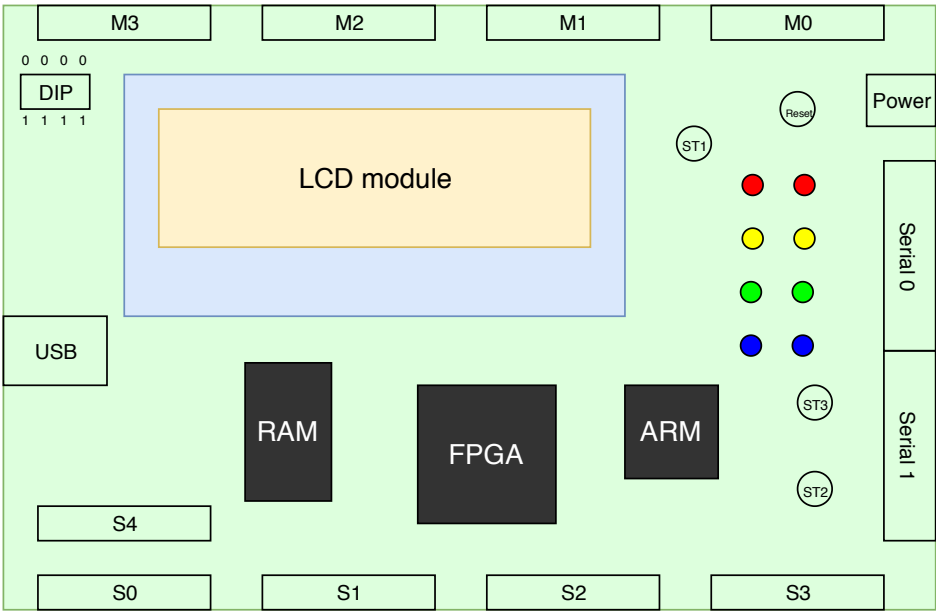 M3
M2
M1
M0
0 0 0 0
DIP
1 1 1 1
Power
Reset
ST1
LCD module
Serial 0
USB
RAM
FPGA
ARM
ST3
Serial 1
ST2
S4
S0
S1
S2
S3